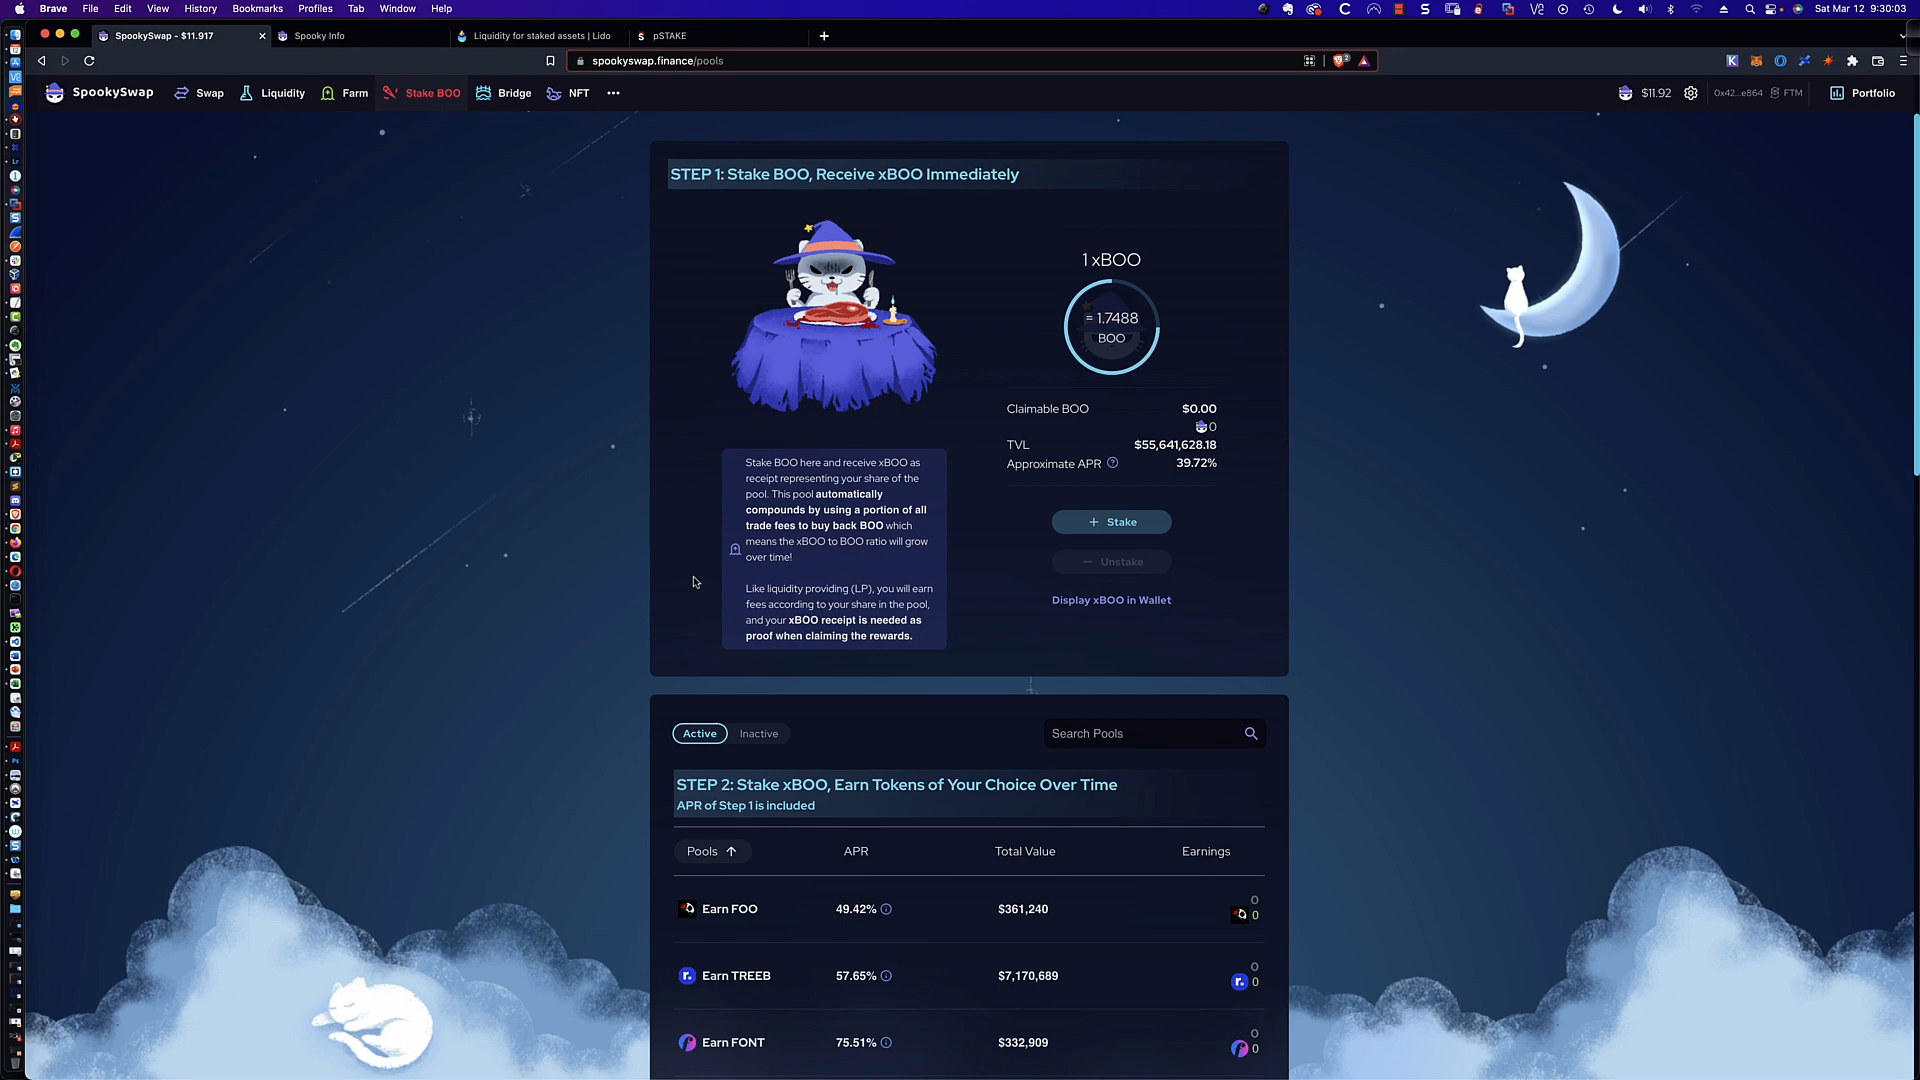 Brave File Edit View History Bookmarks Profiles Tab Window Help Sat Mar 12 9:30:03
SpookySwap - $11.917 Spooky Info Liquidity for staked assets | Lido pSTAKE
spookyswap.finance/pools
SpookySwap Swap Liquidity Farm Stake BOO Bridge NFT $11.92 0x42...e864 FTM Portfolio
STEP 1: Stake BOO, Receive xBOO Immediately
1 xBOO
= 1.7488
BOO
Claimable BOO $0.00
0
TVL $55,641,628.18
Approximate APR 39.72%
Stake BOO here and receive xBOO as
receipt representing your share of the
pool. This pool automatically
compounds by using a portion of all
trade fees to buy back BOO which
means the xBOO to BOO ratio will grow
over time!
Like liquidity providing (LP), you will earn
fees according to your share in the pool,
and your xBOO receipt is needed as
proof when claiming the rewards.
+ Stake
− Unstake
Display xBOO in Wallet
Active Inactive Search Pools
STEP 2: Stake xBOO, Earn Tokens of Your Choice Over Time
APR of Step 1 is included
Pools APR Total Value Earnings
Earn FOO 49.42% $361,240 0
0
Earn TREEB 57.65% $7,170,689 0
0
Earn FONT 75.51% $332,909 0
0